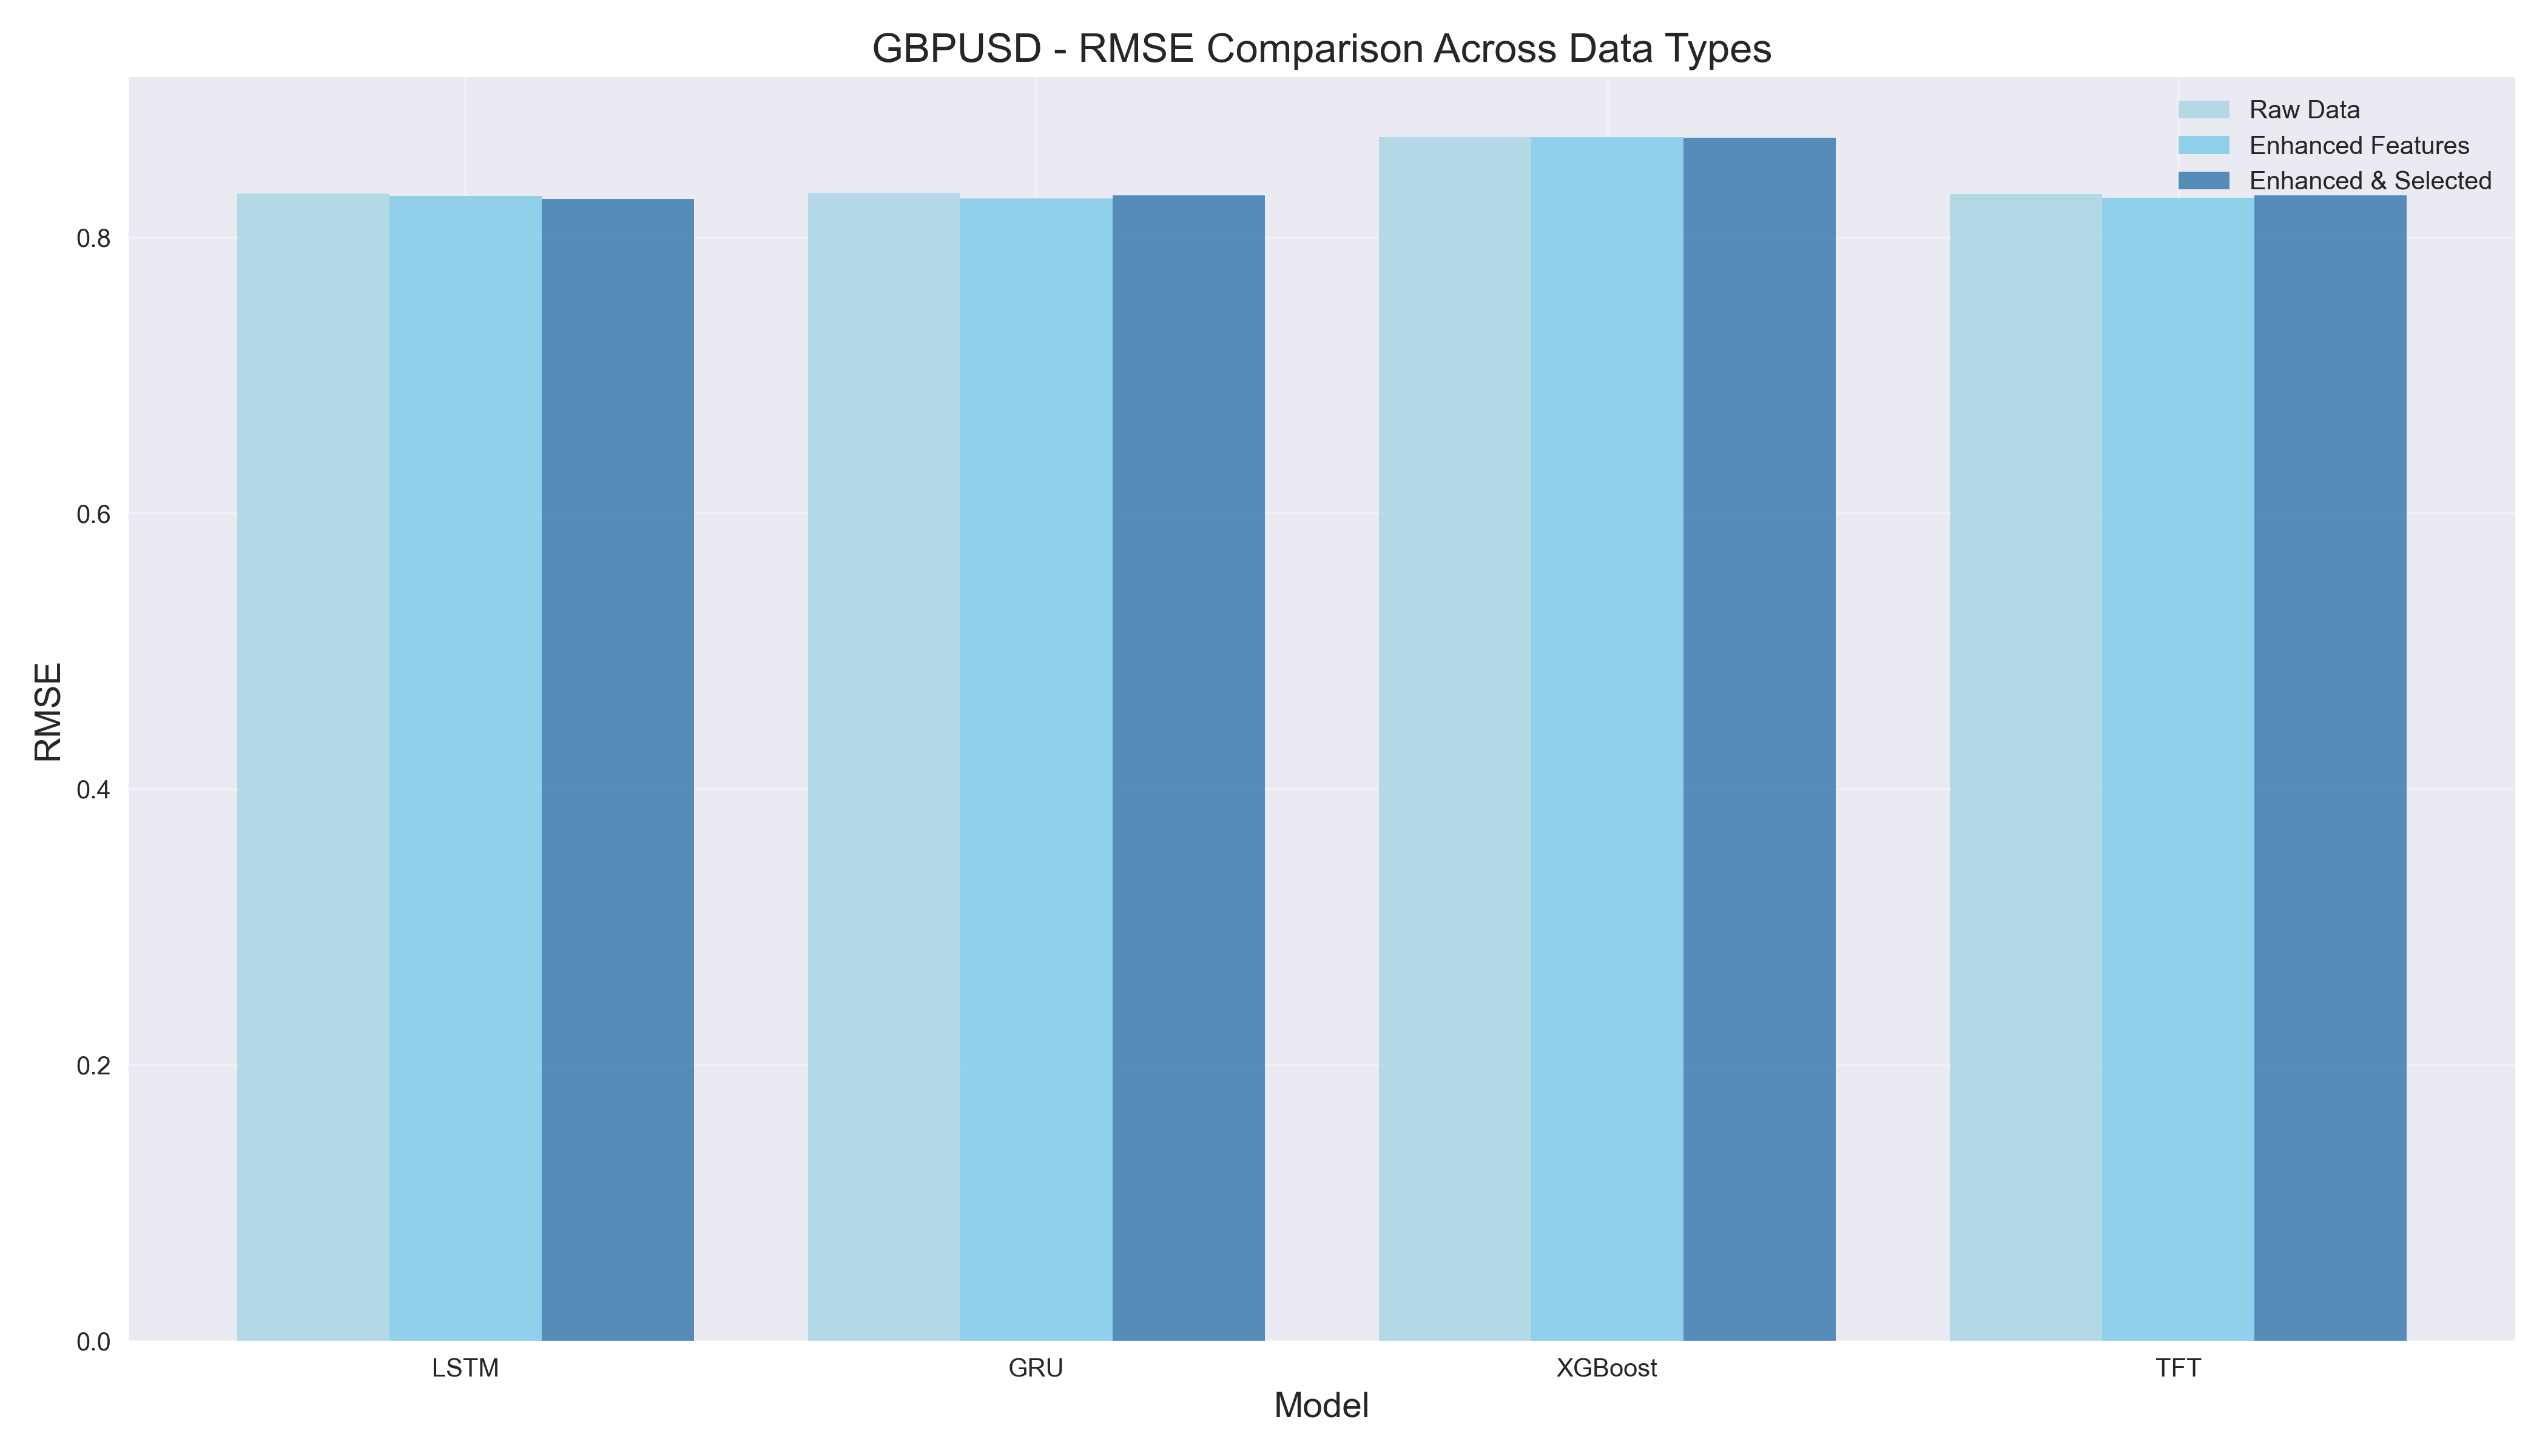 GBPUSD - RMSE Comparison Across Data Types
Raw Data
Enhanced Features
Enhanced & Selected
0.8
0.6
0.4
0.2
0.0
RMSE
LSTM GRU XGBoost TFT
Model